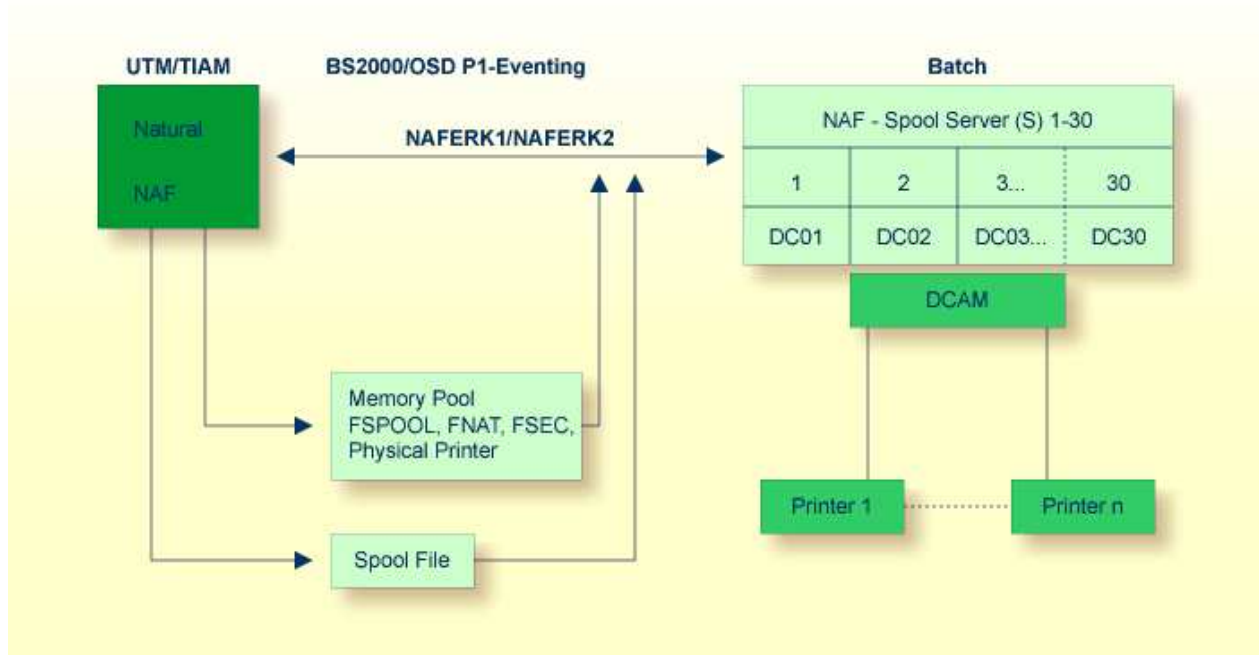 UTM/TIAM
BS2000/OSD P1-Eventing
Batch
Natural
NAF
NAFERK1/NAFERK2
NAF - Spool Server (S) 1-30
1
2
3...
30
DC01
DC02
DC03...
DC30
DCAM
Memory Pool
FSPOOL, FNAT, FSEC,
Physical Printer
Printer 1
Printer n
Spool File